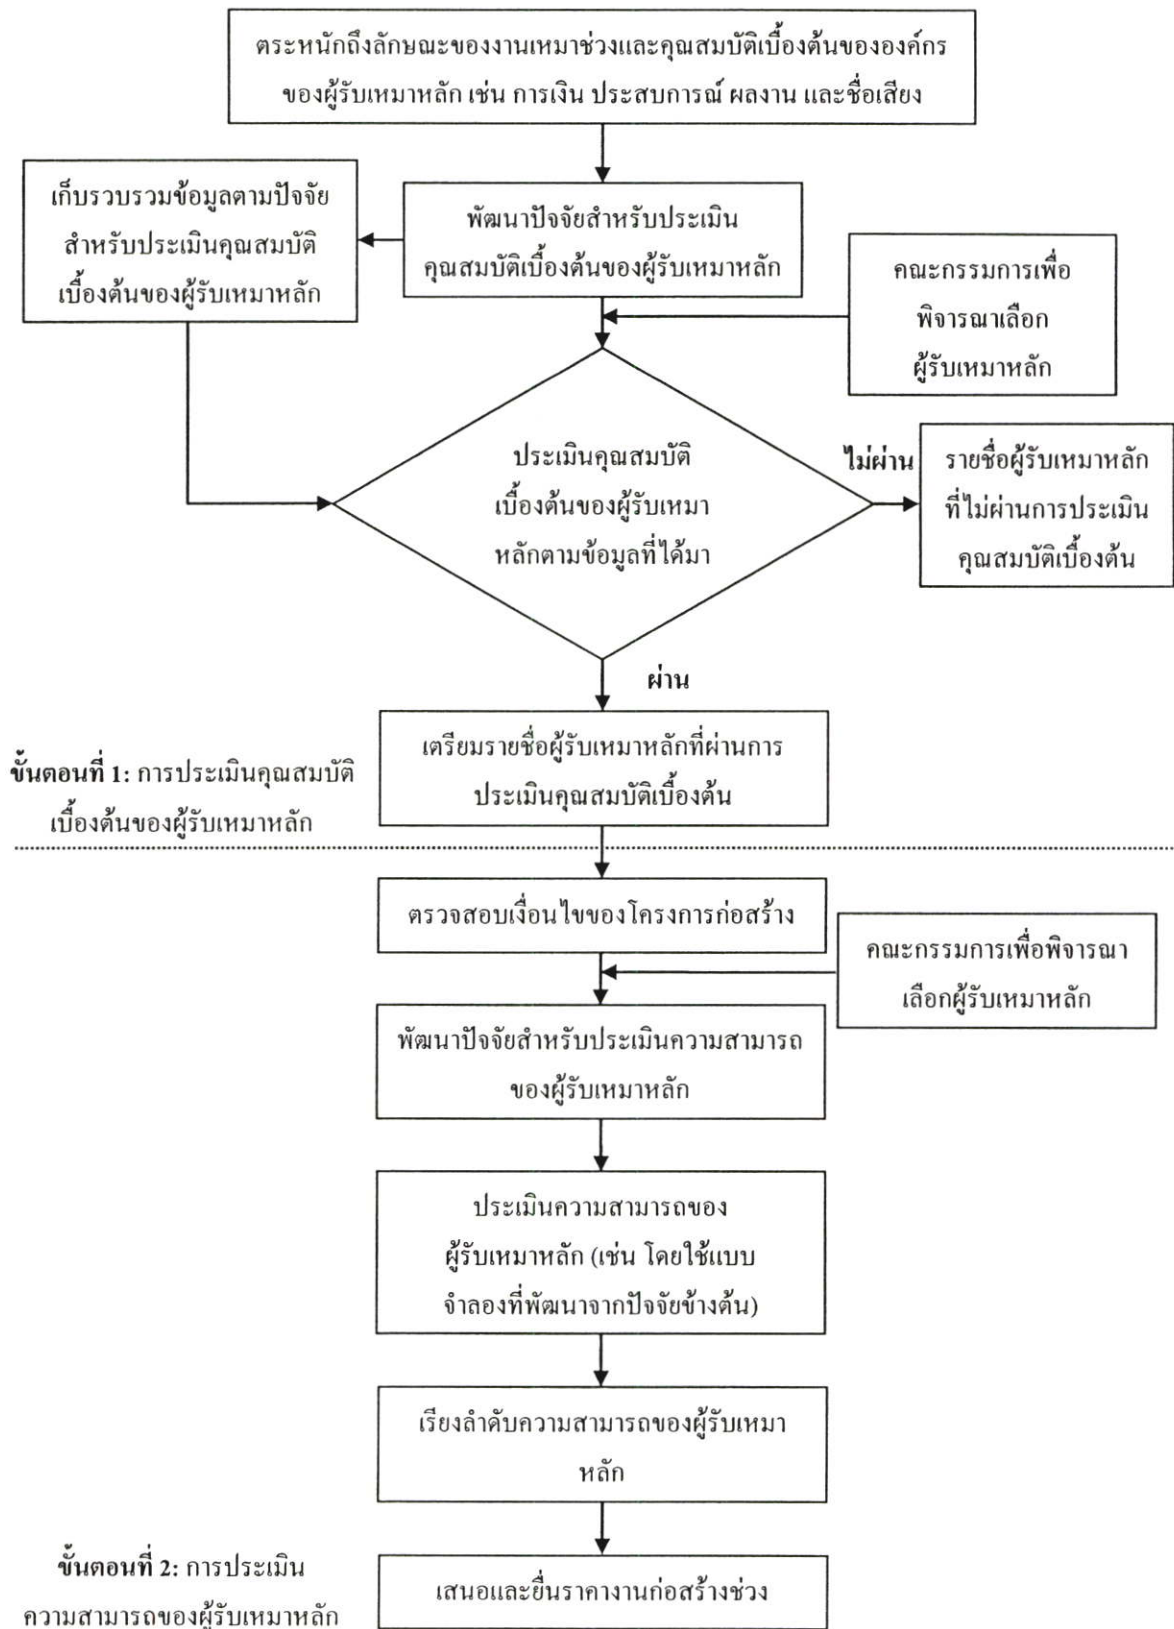 ตระหนักถึงลักษณะของงานเหมาช่วงและคุณสมบัติเบื้องต้นขององค์กร
ของผู้รับเหมาหลัก เช่น การเงิน ประสบการณ์ ผลงาน และชื่อเสียง
เก็บรวบรวมข้อมูลตามปัจจัย
สำหรับประเมินคุณสมบัติ
เบื้องต้นของผู้รับเหมาหลัก
พัฒนาปัจจัยสำหรับประเมิน
คุณสมบัติเบื้องต้นของผู้รับเหมาหลัก
คณะกรรมการเพื่อ
พิจารณาเลือก
ผู้รับเหมาหลัก
ประเมินคุณสมบัติ
เบื้องต้นของผู้รับเหมา
หลักตามข้อมูลที่ได้มา
ไม่ผ่าน
รายชื่อผู้รับเหมาหลัก
ที่ไม่ผ่านการประเมิน
คุณสมบัติเบื้องต้น
ผ่าน
เตรียมรายชื่อผู้รับเหมาหลักที่ผ่านการ
ประเมินคุณสมบัติเบื้องต้น
ขั้นตอนที่ 1: การประเมินคุณสมบัติ
เบื้องต้นของผู้รับเหมาหลัก
ตรวจสอบเงื่อนไขของโครงการก่อสร้าง
คณะกรรมการเพื่อพิจารณา
เลือกผู้รับเหมาหลัก
พัฒนาปัจจัยสำหรับประเมินความสามารถ
ของผู้รับเหมาหลัก
ประเมินความสามารถของ
ผู้รับเหมาหลัก (เช่น โดยใช้แบบ
จำลองที่พัฒนาจากปัจจัยข้างต้น)
เรียงลำดับความสามารถของผู้รับเหมา
หลัก
เสนอและยื่นราคางานก่อสร้างช่วง
ขั้นตอนที่ 2: การประเมิน
ความสามารถของผู้รับเหมาหลัก